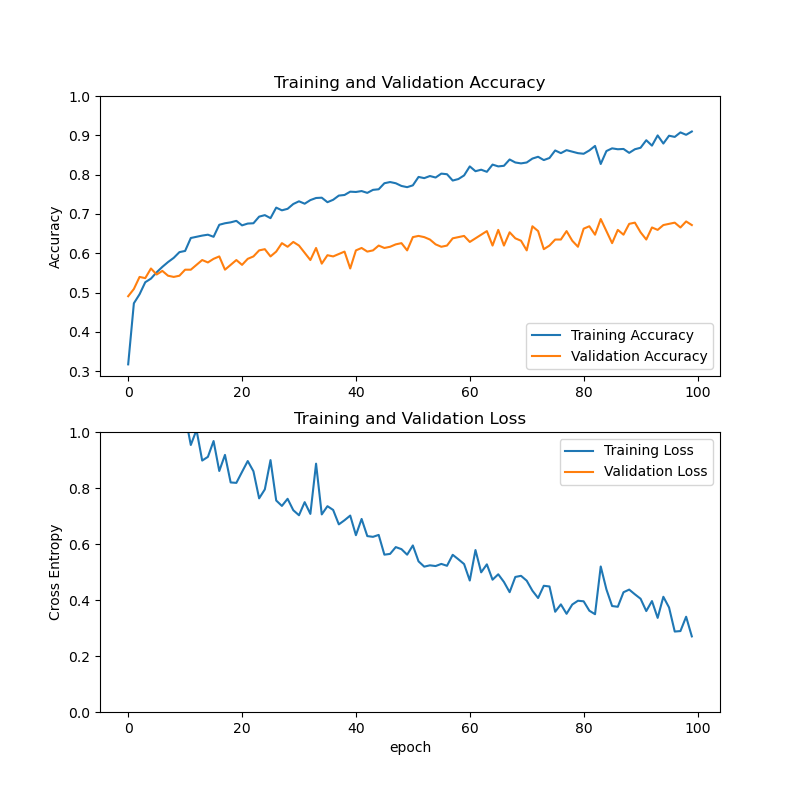 Training and Validation Accuracy
1.0
0.9
0.8
0.7
0.6
0.5
0.4
0.3
Accuracy
Training Accuracy
Validation Accuracy
0 20 40 60 80 100
Training and Validation Loss
1.0
0.8
0.6
0.4
0.2
0.0
Cross Entropy
Training Loss
Validation Loss
0 20 40 60 80 100
epoch